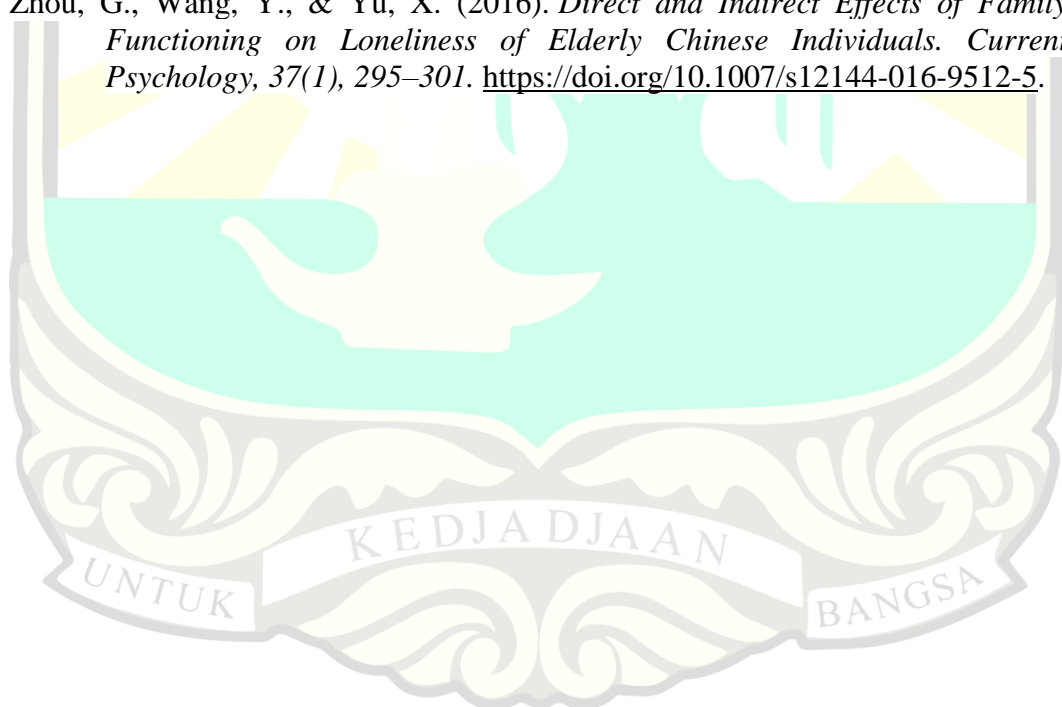 Zhou, G., Wang, Y., & Yu, X. (2016). Direct and Indirect Effects of Family
Functioning on Loneliness of Elderly Chinese Individuals. Current
Psychology, 37(1), 295–301. https://doi.org/10.1007/s12144-016-9512-5.
UNTUK KEDJADJAAN BANGSA